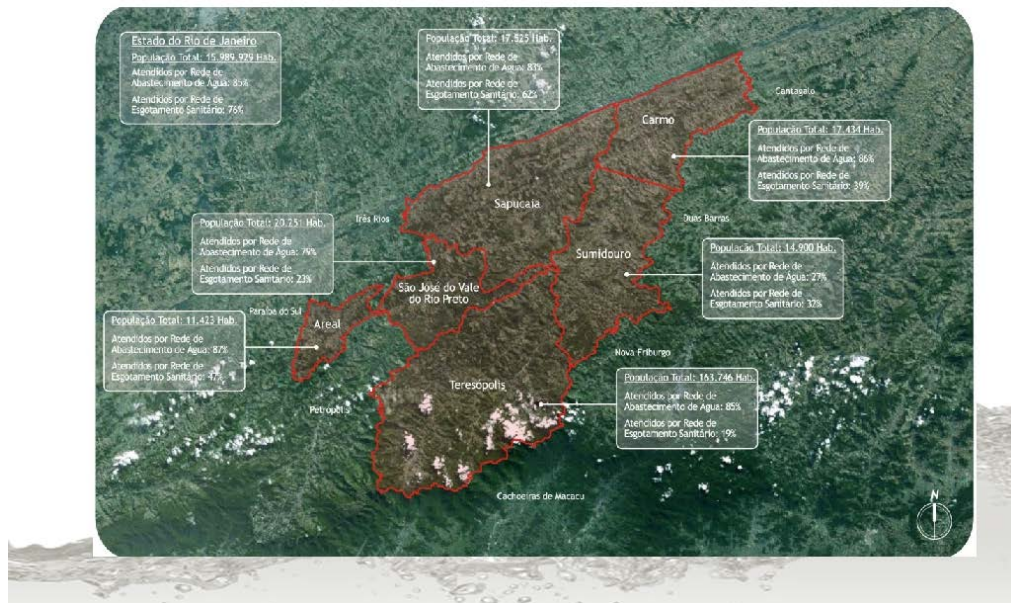 Estado do Rio de Janeiro
População Total: 15.989.929 Hab.
Atendidos por Rede de
Abastecimento de Água: 85%
Atendidos por Rede de
Esgotamento Sanitário: 76%
População Total: 17.525 Hab.
Atendidos por Rede de
Abastecimento de Água: 83%
Atendidos por Rede de
Esgotamento Sanitário: 62%
Cantagalo
Carmo
População Total: 17.434 Hab.
Atendidos por Rede de
Abastecimento de Água: 86%
Atendidos por Rede de
Esgotamento Sanitário: 39%
Sapucaia
Três Rios
Duas Barras
População Total: 20.251 Hab.
Atendidos por Rede de
Abastecimento de Água: 79%
Atendidos por Rede de
Esgotamento Sanitário: 23%
Sumidouro
População Total: 14.900 Hab.
Atendidos por Rede de
Abastecimento de Água: 27%
Atendidos por Rede de
Esgotamento Sanitário: 32%
São José do Vale
do Rio Preto
Paraíba do Sul
Areal
População Total: 11.423 Hab.
Atendidos por Rede de
Abastecimento de Água: 87%
Atendidos por Rede de
Esgotamento Sanitário: 47%
Nova Friburgo
Teresópolis
População Total: 163.746 Hab.
Atendidos por Rede de
Abastecimento de Água: 85%
Atendidos por Rede de
Esgotamento Sanitário: 19%
Petrópolis
Cachoeiras de Macacu
N